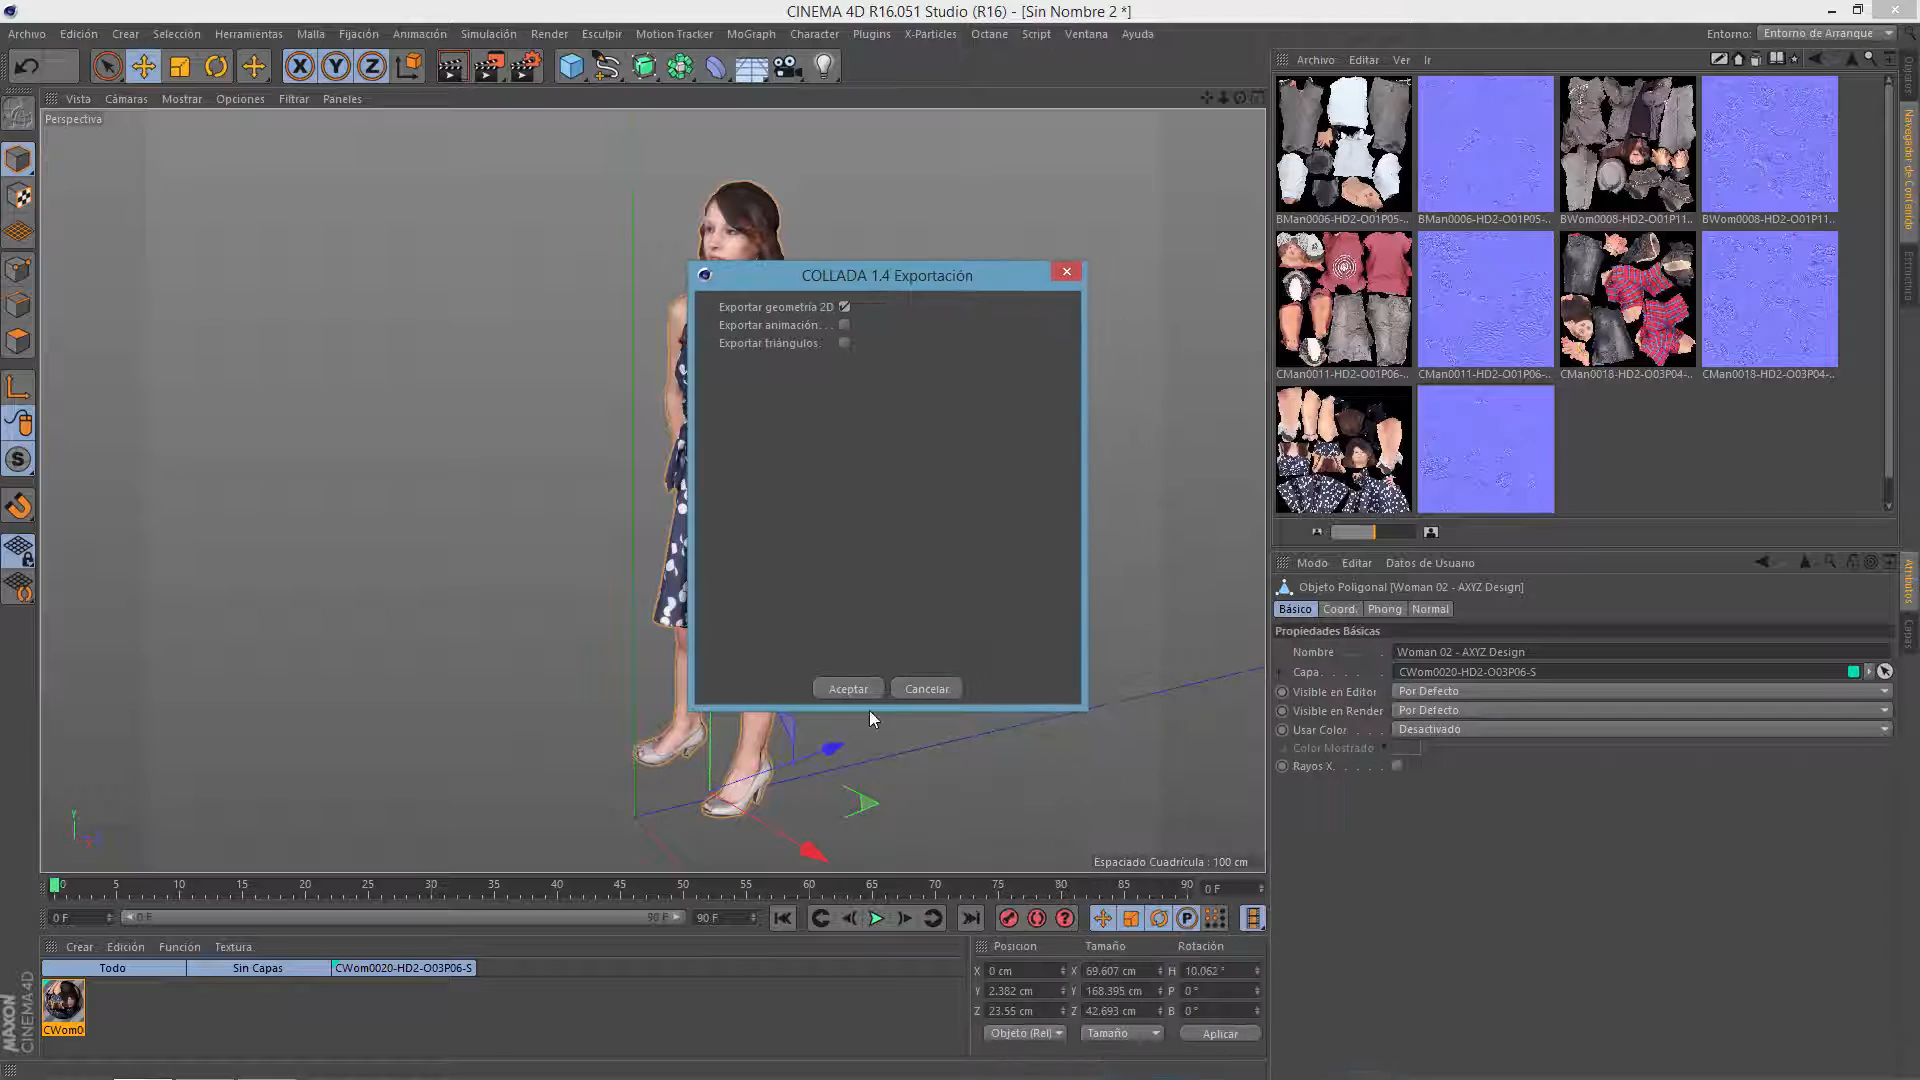 CINEMA 4D R16.051 Studio (R16) - [Sin Nombre 2 *]
Archivo Edición Crear Selección Herramientas Malla Fijación Animación Simulación Render Esculpir Motion Tracker MoGraph Character Plugins X-Particles Octane Script Ventana Ayuda Entorno: Entorno de Arranque
Vista Cámaras Mostrar Opciones Filtrar Paneles
Perspectiva
COLLADA 1.4 Exportación
Exportar geometría 2D
Exportar animación. . .
Exportar triángulos.
Aceptar
Cancelar
Espaciado Cuadrícula : 100 cm
Archivo Editar Ver Ir
BMan0006-HD2-O01P05-.. BMan0006-HD2-O01P05-.. BWom0008-HD2-O01P11.. BWom0008-HD2-O01P11..
CMan0011-HD2-O01P06-.. CMan0011-HD2-O01P06-.. CMan0018-HD2-O03P04-.. CMan0018-HD2-O03P04-..
Objetos
Navegador de Contenido
Estructura
Modo Editar Datos de Usuario
Objeto Poligonal [Woman 02 - AXYZ Design]
Básico Coord. Phong Normal
Propiedades Básicas
Nombre Woman 02 - AXYZ Design
Capa. CWom0020-HD2-O03P06-S
Visible en Editor Por Defecto
Visible en Render Por Defecto
Usar Color Desactivado
Color Mostrado
Rayos X.
Atributos
Capas
0 5 10 15 20 25 30 35 40 45 50 55 60 65 70 75 80 85 90 0 F
0 F 0 F 90 F 90 F
Crear Edición Función Textura
Todo Sin Capas CWom0020-HD2-O03P06-S
CWom0
Posicion Tamaño Rotación
X 0 cm X 69.607 cm H 10.062 °
Y 2.382 cm Y 168.395 cm P 0 °
Z 23.55 cm Z 42.693 cm B 0 °
Objeto (Rel) Tamaño Aplicar
MAXON
CINEMA 4D